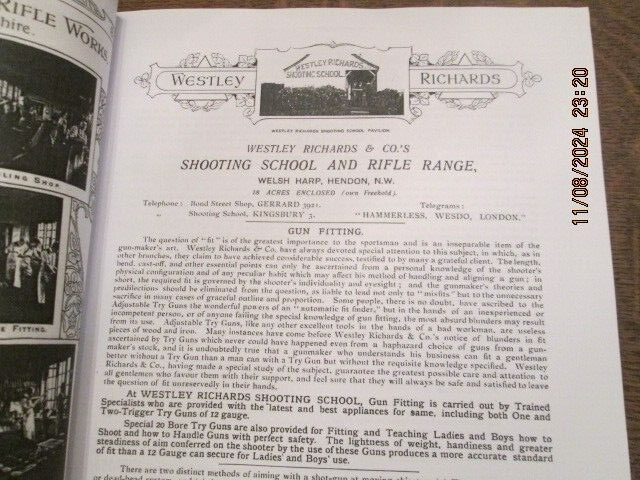 RIFLE WORKS
hire.
LING SHOP.
E FITTING.
WESTLEY RICHARDS
SHOOTING SCHOOL.
WESTLEY RICHARDS
WESTLEY RICHARDS SHOOTING SCHOOL PAVILION.
WESTLEY RICHARDS & CO.'S
SHOOTING SCHOOL AND RIFLE RANGE,
WELSH HARP, HENDON, N.W.
18 ACRES ENCLOSED (own Freehold).
Telephone: Bond Street Shop, GERRARD 3921. Telegrams:
" Shooting School, KINGSBURY 3. "HAMMERLESS, WESDO, LONDON."
GUN FITTING.
The question of "fit" is of the greatest importance to the sportsman and is an inseparable item of the
gun-maker's art. Westley Richards & Co. have always devoted special attention to this subject, in which, as in
other branches, they claim to have achieved considerable success, testified to by many a grateful client. The length,
bend, cast-off, and other essential points can only be ascertained from a personal knowledge of the shooter's
physical configuration and of any peculiar habit which may affect his method of handling and aligning a gun; in
short, the required fit is governed by the shooter's individuality and eyesight; and the gunmaker's theories and
predilections should be eliminated from the question, as liable to lead not only to "misfits" but to the unnecessary
sacrifice in many cases of graceful outline and proportion. Some people, there is no doubt, have ascribed to the
Adjustable Try Guns the wonderful powers of an "automatic fit finder," but in the hands of an inexperienced or
incompetent person, or of anyone failing the special knowledge of gun fitting, the most absurd blunders may result
from its use. Adjustable Try Guns, like any other excellent tools in the hands of a bad workman, are useless
pieces of wood and iron. Many instances have come before Westley Richards & Co.'s notice of blunders in fit
ascertained by Try Guns which never could have happened even from a haphazard choice of guns from a gun-
maker's stock, and it is undoubtedly true that a gunmaker who understands his business can fit a gentleman
better without a Try Gun than a man can with a Try Gun but without the requisite knowledge specified. Westley
Richards & Co., having made a special study of the subject, guarantee the greatest possible care and attention to
all gentlemen who favour them with their support, and feel sure that they will always be safe and satisfied to leave
the question of fit unreservedly in their hands.
At WESTLEY RICHARDS SHOOTING SCHOOL, Gun Fitting is carried out by Trained
Specialists who are provided with the latest and best appliances for same, including both One and
Two-Trigger Try Guns of 12 gauge.
Special 20 Bore Try Guns are also provided for Fitting and Teaching Ladies and Boys how to
Shoot and how to Handle Guns with perfect safety. The lightness of weight, handiness and greater
steadiness of aim conferred on the shooter by the use of these Guns produces a more accurate standard
of fit than a 12 Gauge can secure for Ladies' and Boys' use.
There are two distinct methods of aiming with a shot-gun at moving
11/08/2024 23:20